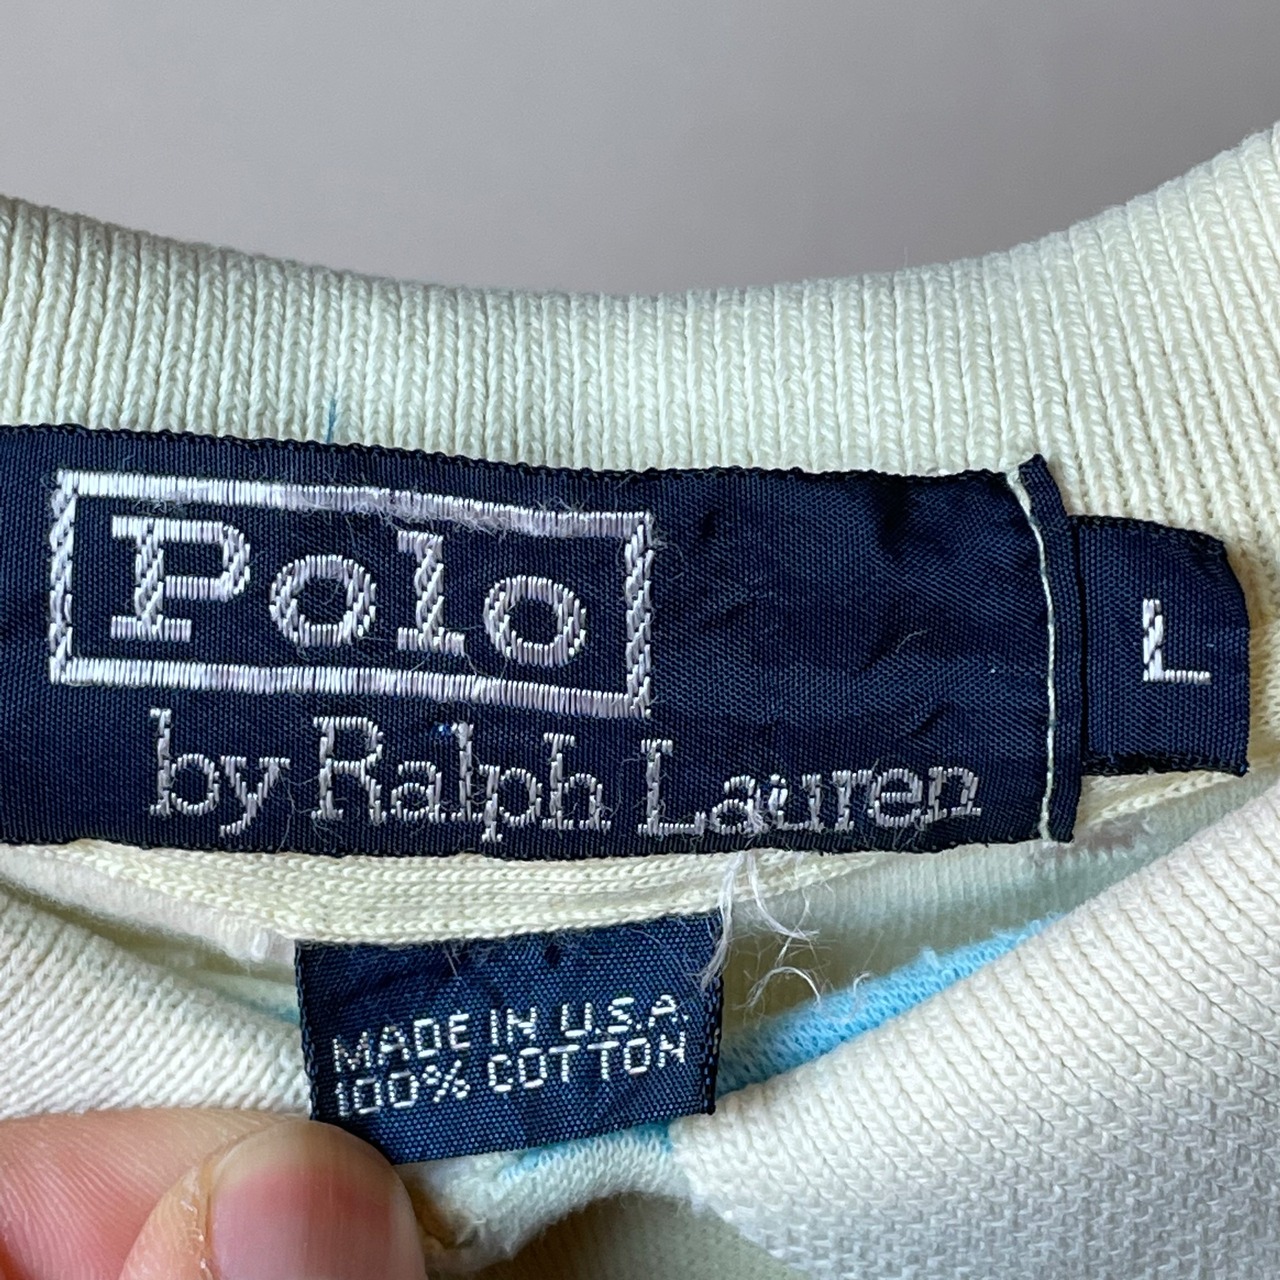 Polo
by Ralph Lauren
L
MADE IN U.S.A.
100% COTTON